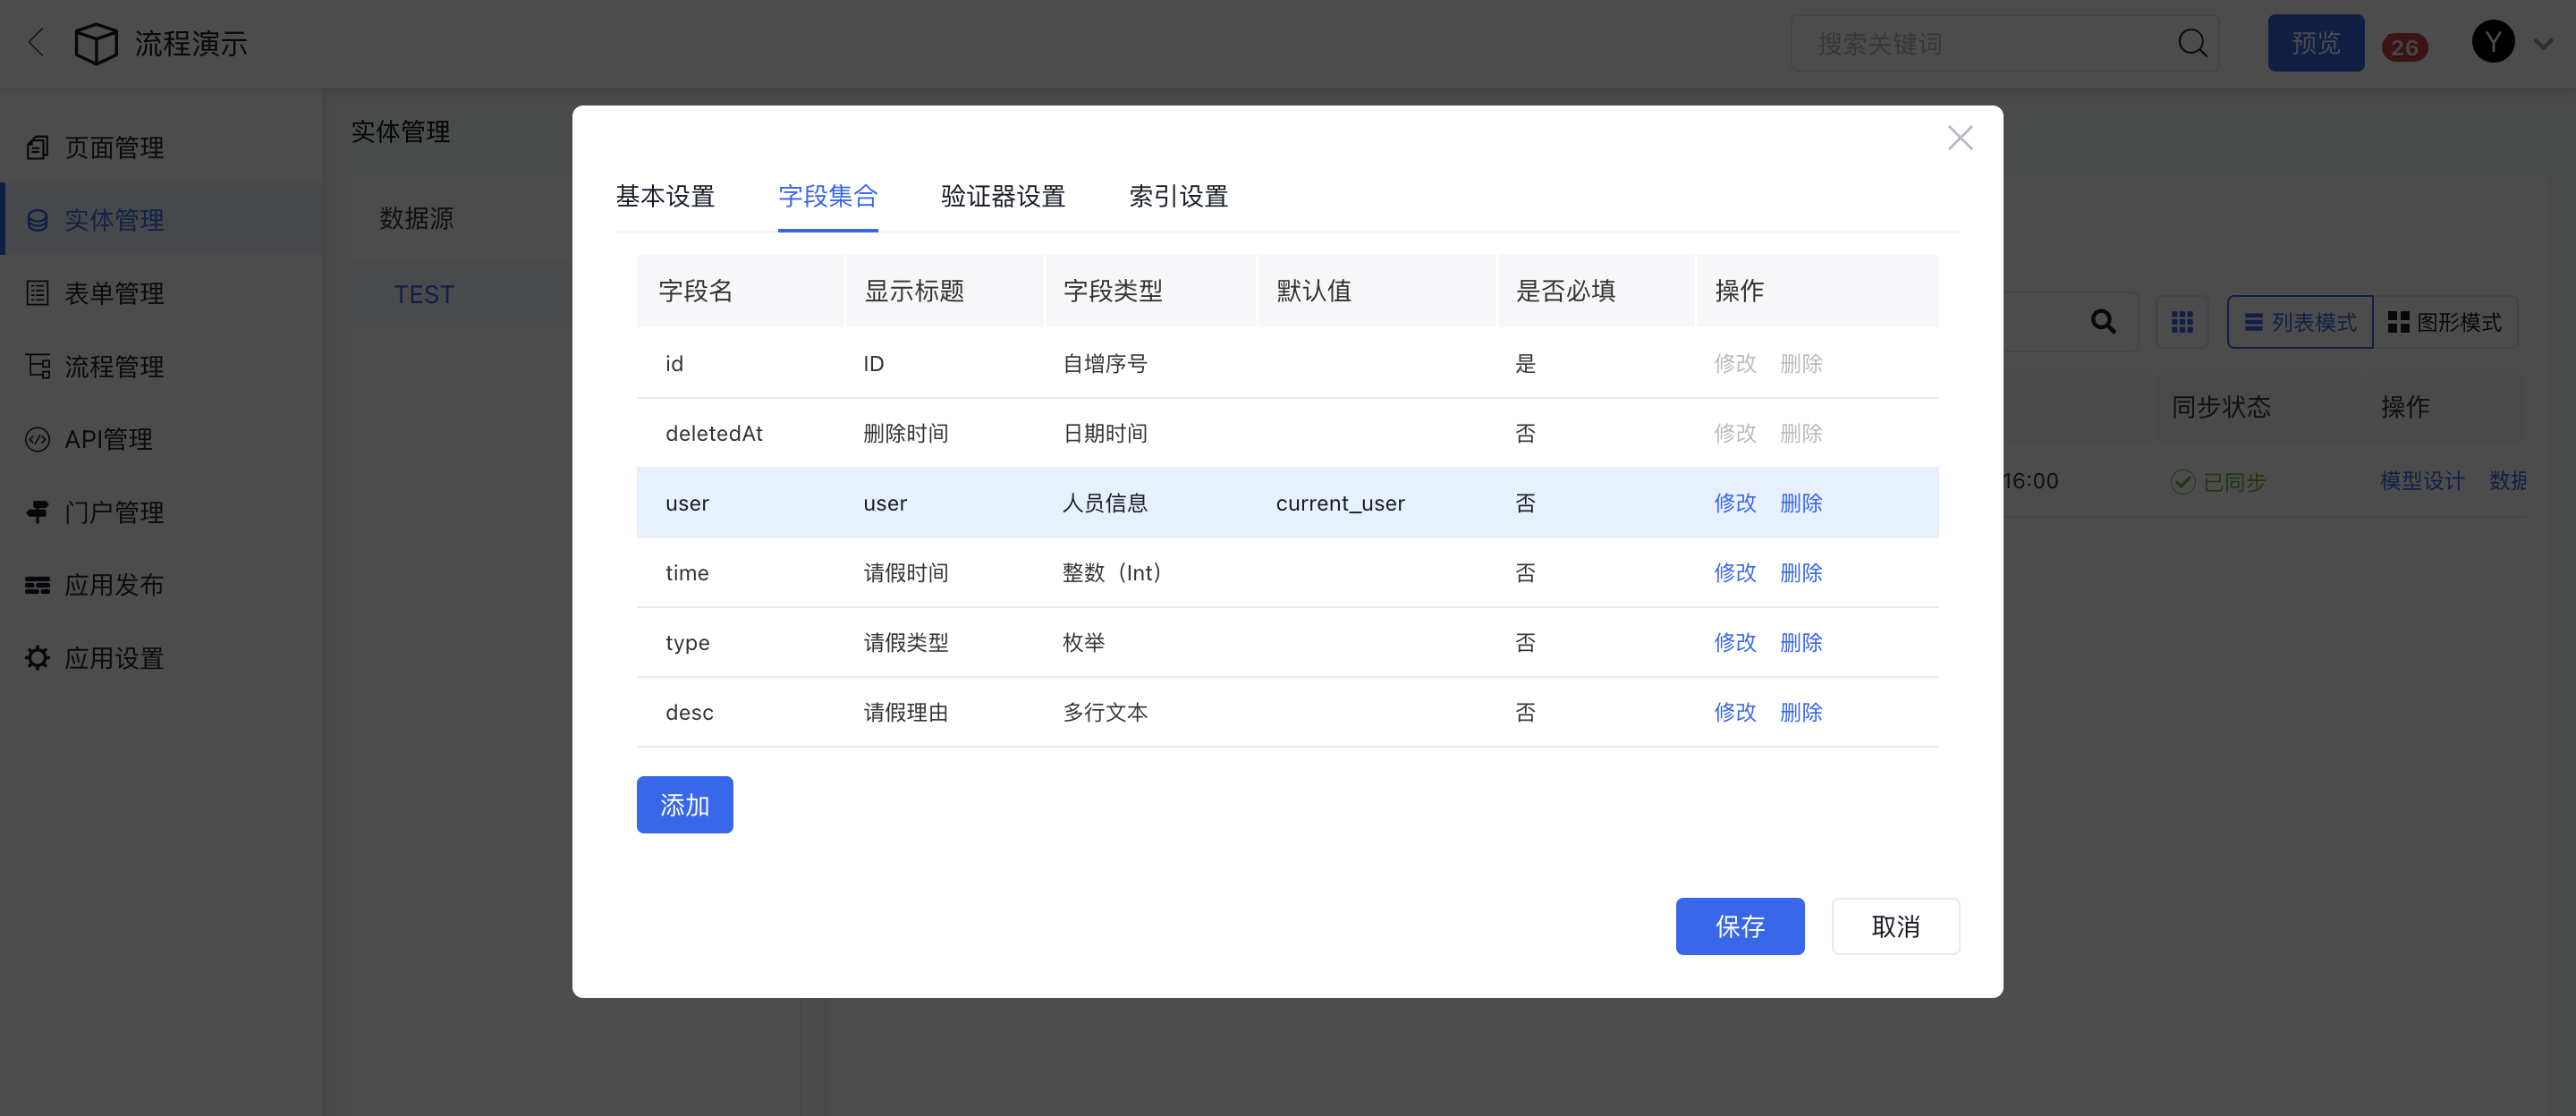 流程演示
搜索关键词
预览
26
Y
页面管理
实体管理
表单管理
流程管理
API管理
门户管理
应用发布
应用设置
实体管理
数据源
TEST
列表模式
图形模式
同步状态 操作
16:00 已同步 模型设计 数据
基本设置 字段集合 验证器设置 索引设置
字段名 显示标题 字段类型 默认值 是否必填 操作
id ID 自增序号 是 修改 删除
deletedAt 删除时间 日期时间 否 修改 删除
user user 人员信息 current_user 否 修改 删除
time 请假时间 整数（Int） 否 修改 删除
type 请假类型 枚举 否 修改 删除
desc 请假理由 多行文本 否 修改 删除
添加
保存 取消